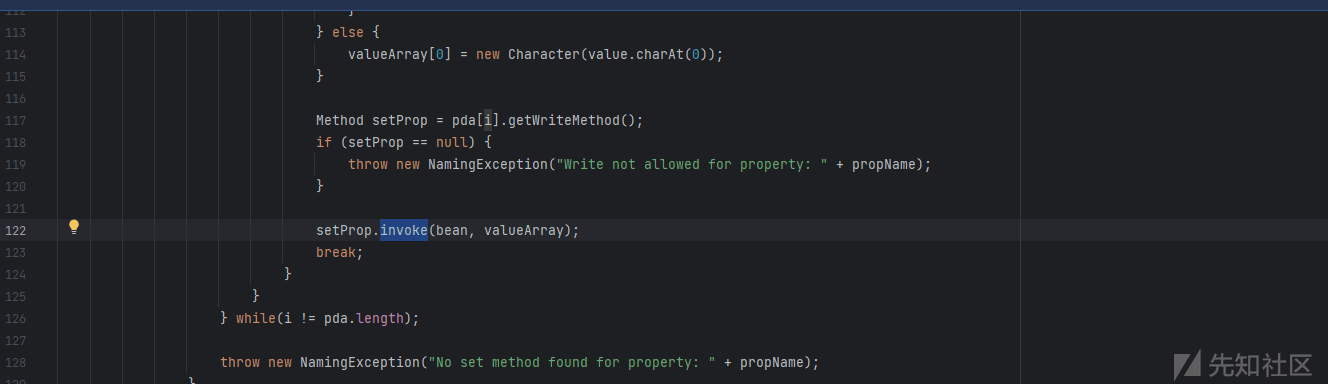 112 }
113 } else {
114 valueArray[0] = new Character(value.charAt(0));
115 }
116
117 Method setProp = pda[i].getWriteMethod();
118 if (setProp == null) {
119 throw new NamingException("Write not allowed for property: " + propName);
120 }
121
122 setProp.invoke(bean, valueArray);
123 break;
124 }
125 }
126 } while(i != pda.length);
127
128 throw new NamingException("No set method found for property: " + propName);
129 }
先知社区